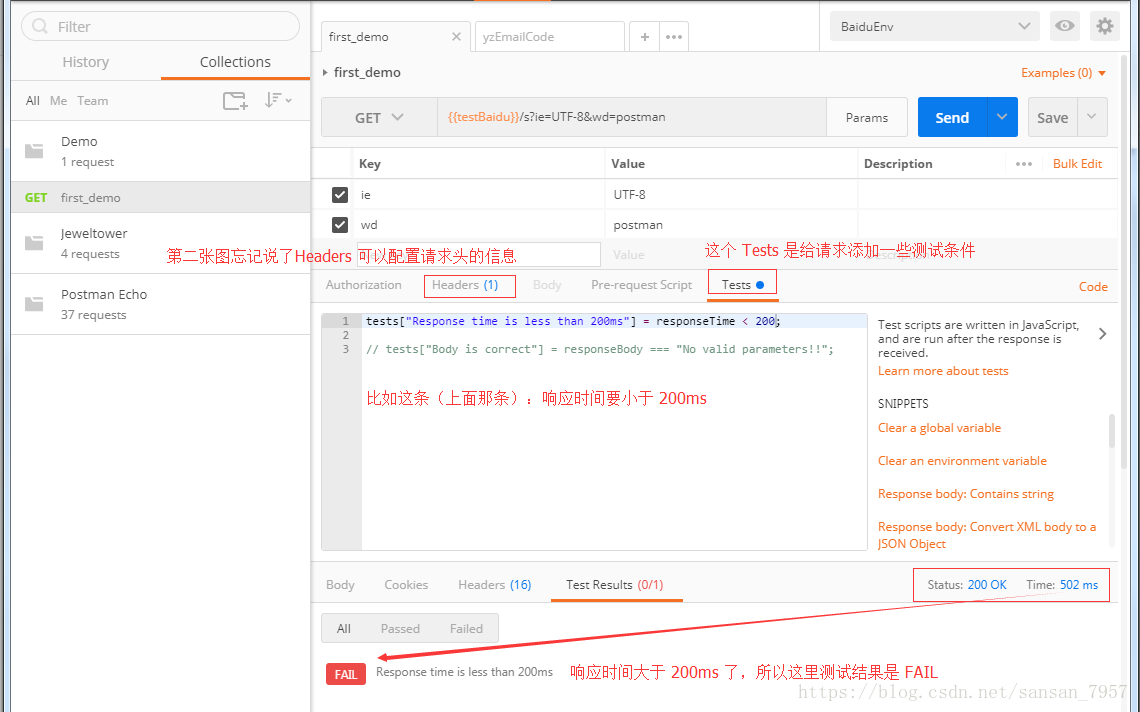 Filter
History
Collections
All Me Team
Demo
1 request
GET first_demo
Jeweltower
4 requests
Postman Echo
37 requests
first_demo
yzEmailCode
BaiduEnv
first_demo
Examples (0)
GET
{{testBaidu}}/s?ie=UTF-8&wd=postman
Params
Send
Save
Key
Value
Description
Bulk Edit
ie
UTF-8
wd
postman
Value
第二张图忘记说了Headers 可以配置请求头的信息
这个 Tests 是给请求添加一些测试条件
Authorization
Headers (1)
Body
Pre-request Script
Tests
Code
1 tests["Response time is less than 200ms"] = responseTime < 200;
2
3 // tests["Body is correct"] = responseBody === "No valid parameters!!";
比如这条（上面那条）：响应时间要小于 200ms
Test scripts are written in JavaScript,
and are run after the response is
received.
Learn more about tests
SNIPPETS
Clear a global variable
Clear an environment variable
Response body: Contains string
Response body: Convert XML body to a
JSON Object
Body
Cookies
Headers (16)
Test Results (0/1)
Status: 200 OK
Time: 502 ms
All
Passed
Failed
FAIL
Response time is less than 200ms
响应时间大于 200ms 了，所以这里测试结果是 FAIL
https://blog.csdn.net/sansan_7957